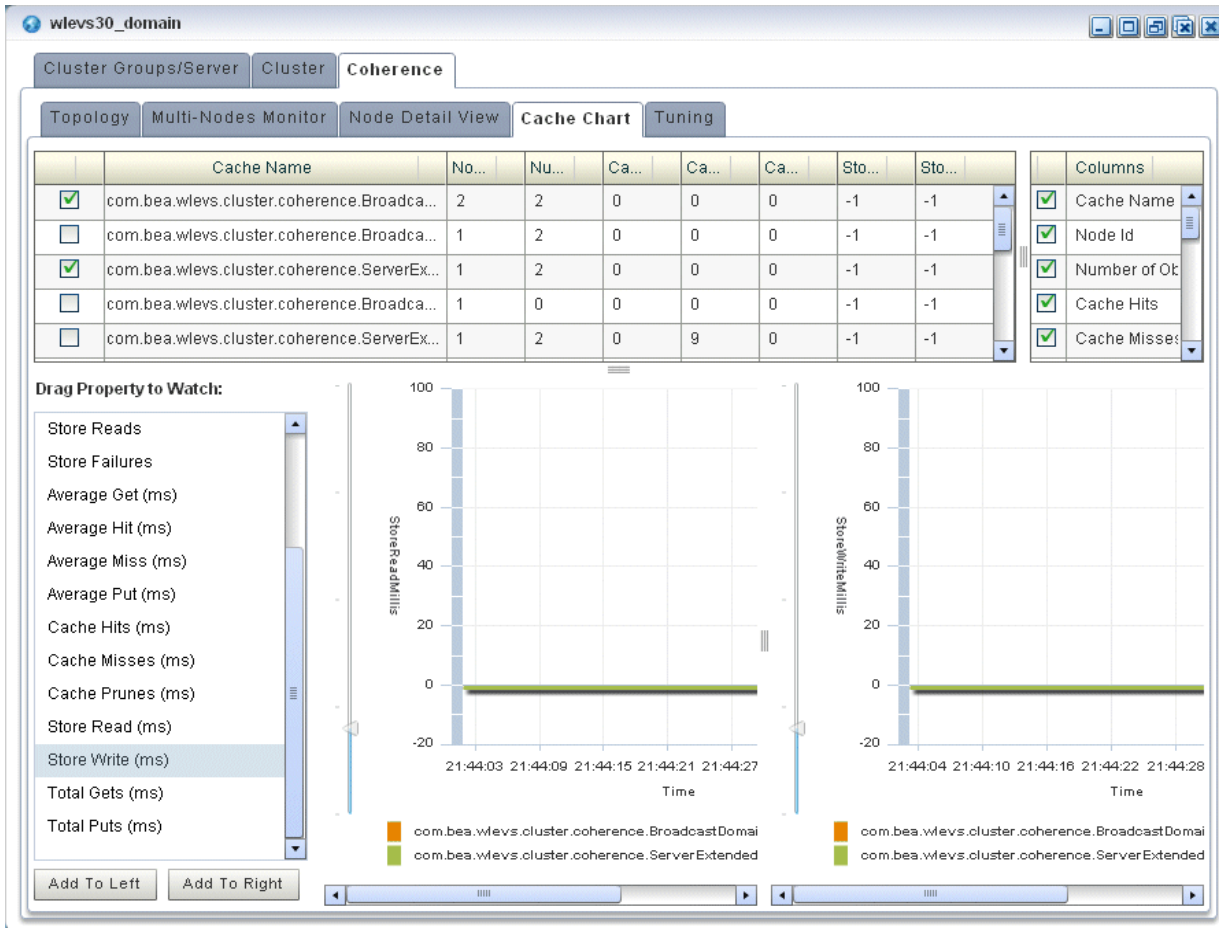 wlevs30_domain
Cluster Groups/Server Cluster Coherence
Topology Multi-Nodes Monitor Node Detail View Cache Chart Tuning
Cache Name No... Nu... Ca... Ca... Ca... Sto... Sto... Columns
com.bea.wlevs.cluster.coherence.Broadca... 2 2 0 0 0 -1 -1 Cache Name
com.bea.wlevs.cluster.coherence.Broadca... 1 2 0 0 0 -1 -1 Node Id
com.bea.wlevs.cluster.coherence.ServerEx... 1 2 0 0 0 -1 -1 Number of Ob
com.bea.wlevs.cluster.coherence.Broadca... 1 0 0 0 0 -1 -1 Cache Hits
com.bea.wlevs.cluster.coherence.ServerEx... 1 2 0 9 0 -1 -1 Cache Misses
Drag Property to Watch:
Store Reads
Store Failures
Average Get (ms)
Average Hit (ms)
Average Miss (ms)
Average Put (ms)
Cache Hits (ms)
Cache Misses (ms)
Cache Prunes (ms)
Store Read (ms)
Store Write (ms)
Total Gets (ms)
Total Puts (ms)
Add To Left Add To Right
100
80
60
40
20
0
-20
StoreReadMillis
21:44:03 21:44:09 21:44:15 21:44:21 21:44:27
Time
com.bea.wlevs.cluster.coherence.BroadcastDomai
com.bea.wlevs.cluster.coherence.ServerExtended
100
80
60
40
20
0
-20
StoreWriteMillis
21:44:04 21:44:10 21:44:16 21:44:22 21:44:28
Time
com.bea.wlevs.cluster.coherence.BroadcastDomai
com.bea.wlevs.cluster.coherence.ServerExtended